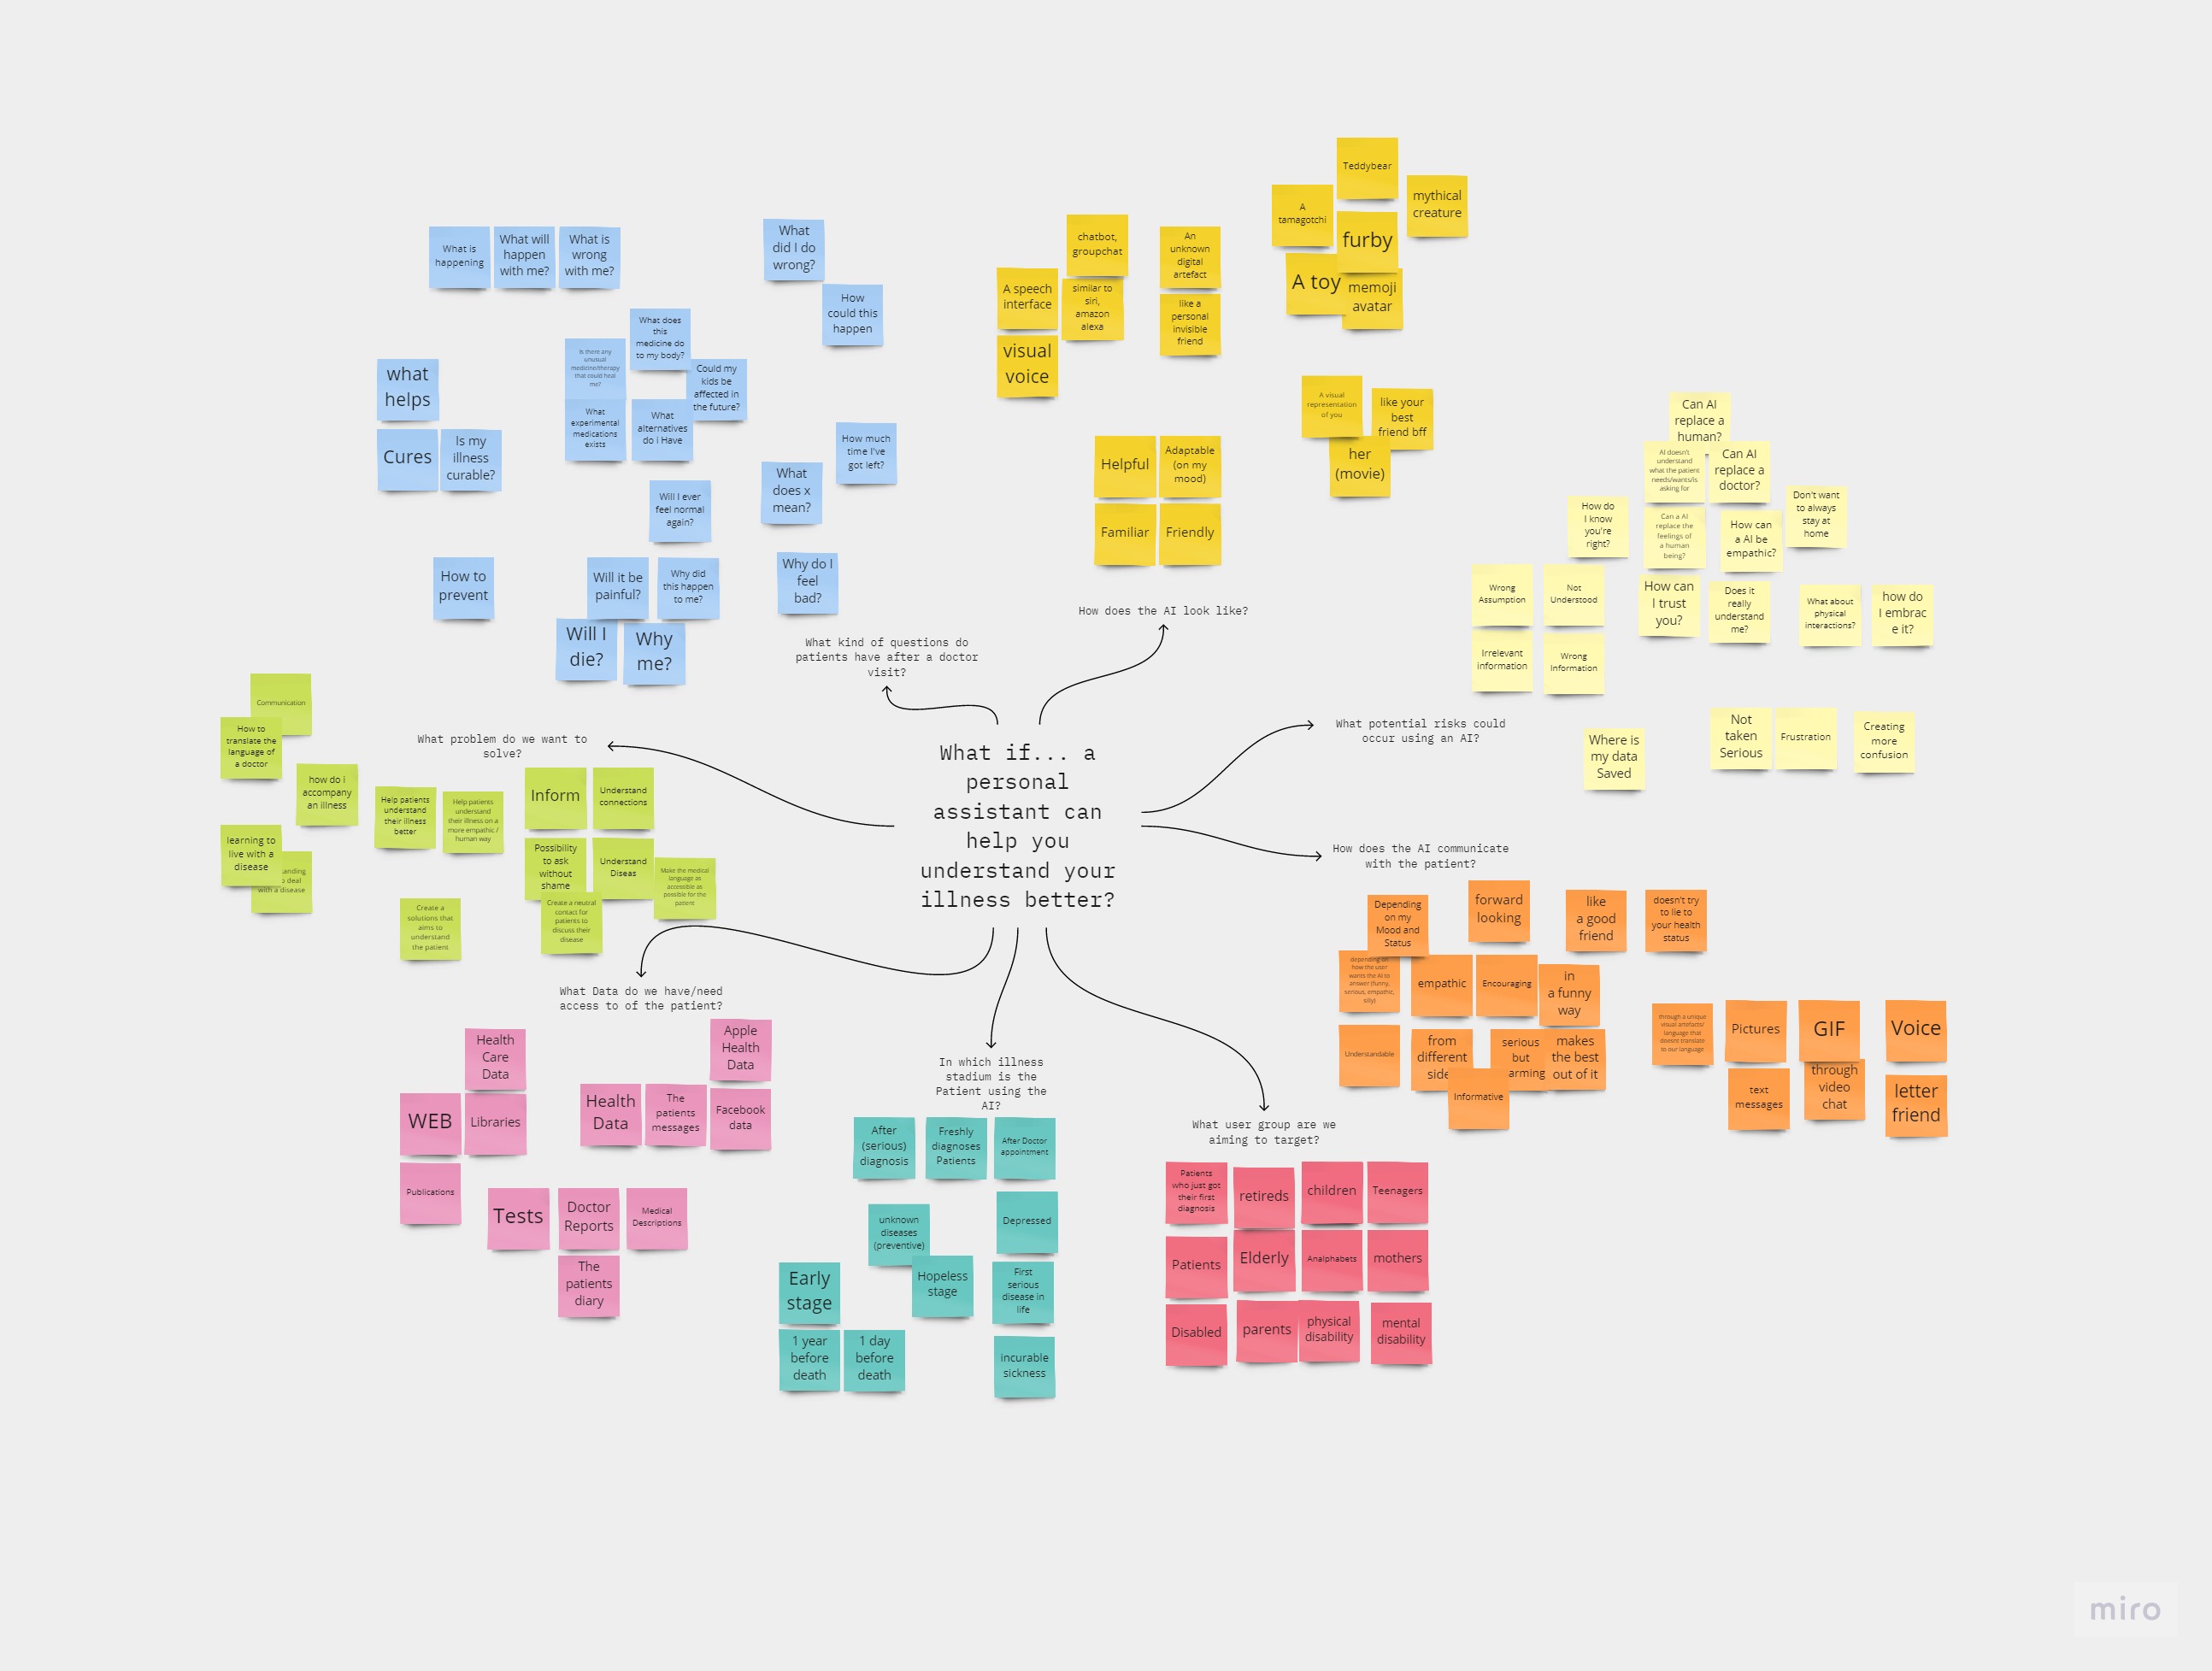 What if... a
personal
assistant can
help you
understand your
illness better?
What kind of questions do
patients have after a doctor
visit?
What is
happening
What will
happen
with me?
What is
wrong
with me?
What
did I do
wrong?
How
could this
happen
What does
this
medicine do
to my body?
Is there any
unusual
medicine/therapy
that could heal
me?
Could my
kids be
affected in
the future?
What
experimental
medications
exists
What
alternatives
do i Have
what
helps
Cures
Is my
illness
curable?
How much
time I've
got left?
What
does x
mean?
Will I ever
feel normal
again?
How to
prevent
Will it be
painful?
Why did
this happen
to me?
Why do I
feel
bad?
Will I
die?
Why
me?
How does the AI look like?
chatbot,
groupchat
A speech
interface
similar to
siri,
amazon
alexa
visual
voice
An
unknown
digital
artefact
like a
personal
invisible
friend
Teddybear
A
tamagotchi
mythical
creature
furby
A toy
memoji
avatar
A visual
representation
of you
like your
best
friend bff
her
(movie)
Helpful
Adaptable
(on my
mood)
Familiar
Friendly
What potential risks could
occur using an AI?
Can AI
replace a
human?
AI doesn't
understand
what the patient
needs/wants/is
asking for
Can AI
replace a
doctor?
Don't want
to always
stay at
home
How do
I know
you're
right?
Can a AI
replace the
feelings of
a human
being?
How can
a AI be
empathic?
Wrong
Assumption
Not
Understood
How can
I trust
you?
Does it
really
understand
me?
What about
physical
interactions?
how do
I embrac
e it?
Irrelevant
information
Wrong
Information
Where is
my data
Saved
Not
taken
Serious
Frustration
Creating
more
confusion
What problem do we want to
solve?
Communication
How to
translate the
language of
a doctor
how do i
accompany
an illness
Help patients
understand
their illness
better
Help patients
understand
their illness on a
more empathic /
human way
Inform
Understand
connections
learning to
live with a
disease
deal
with a disease
Possibility
to ask
without
shame
Understand
Diseas
Make the medical
language as
accessible as
possible for the
patient
Create a
solutions that
aims to
understand
the patient
Create a neutral
contact for
patients to
discuss their
disease
How does the AI communicate
with the patient?
Depending
on my
Mood and
Status
forward
looking
like
a good
friend
doesn't try
to lie to
your health
status
depending on
how the user
wants the AI to
answer (funny,
serious, empathic,
silly)
empathic
Encouraging
in
a funny
way
Understandable
from
different
side
serious
but
arming
makes
the best
out of it
Informative
through a unique
visual artefacts/
language that
doesnt translate
to our language
Pictures
GIF
Voice
text
messages
through
video
chat
letter
friend
What Data do we have/need
access to of the patient?
Health
Care
Data
Apple
Health
Data
WEB
Libraries
Health
Data
The
patients
messages
Facebook
data
Publications
Tests
Doctor
Reports
Medical
Descriptions
The
patients
diary
In which illness
stadium is the
Patient using the
AI?
After
(serious)
diagnosis
Freshly
diagnoses
Patients
After Doctor
appointment
unknown
diseases
(preventive)
Depressed
Early
stage
Hopeless
stage
First
serious
disease in
life
1 year
before
death
1 day
before
death
incurable
sickness
What user group are we
aiming to target?
Patients
who just got
their first
diagnosis
retireds
children
Teenagers
Patients
Elderly
Analphabets
mothers
Disabled
parents
physical
disability
mental
disability
miro